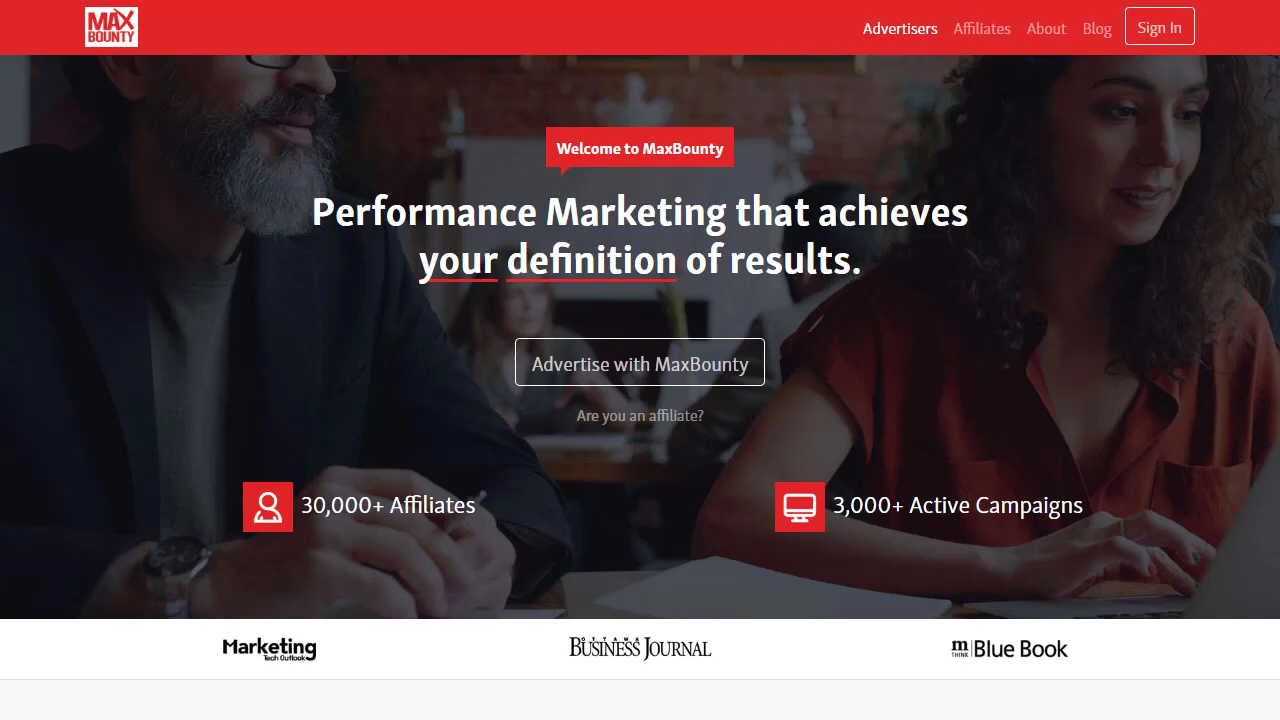 MAX BOUNTY
Advertisers
Affiliates
About
Blog
Sign In
Welcome to MaxBounty
Performance Marketing that achieves
your definition of results.
Advertise with MaxBounty
Are you an affiliate?
30,000+ Affiliates
3,000+ Active Campaigns
Marketing
Tech Outlook
OTTAWA
BUSINESS JOURNAL
m THINK
Blue Book